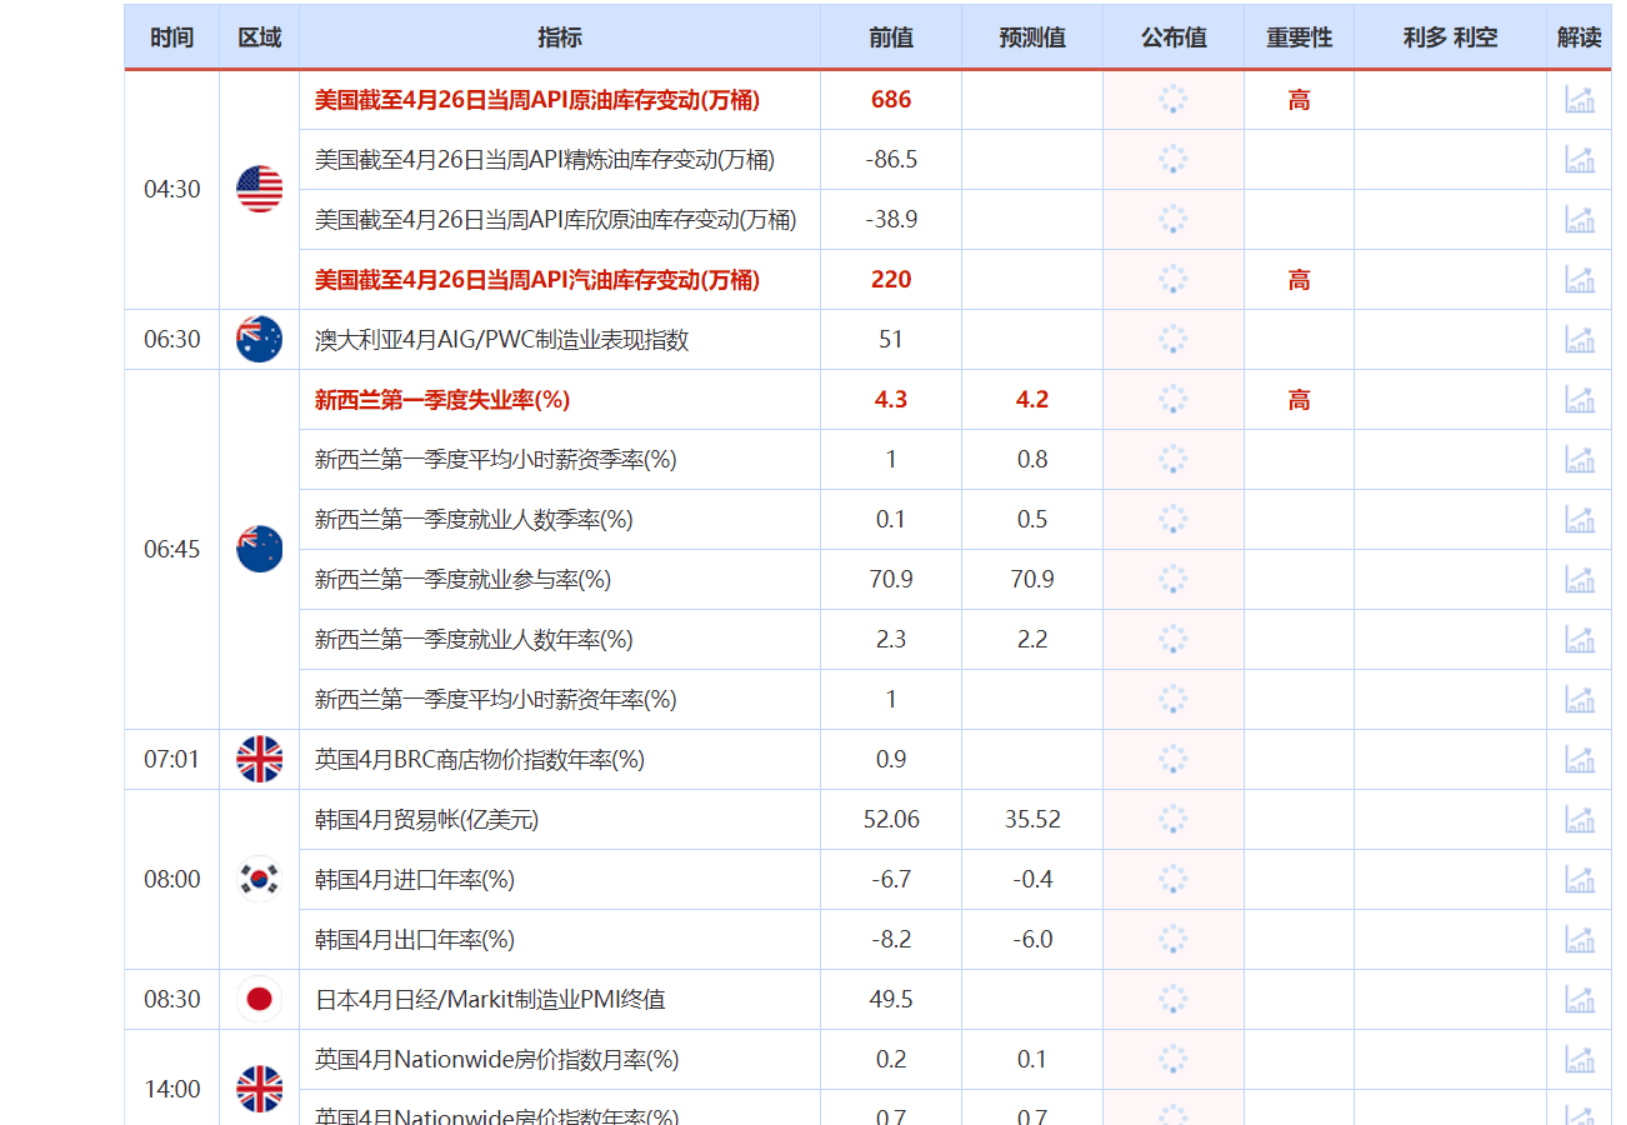 时间 区域 指标 前值 预测值 公布值 重要性 利多 利空 解读
美国截至4月26日当周API原油库存变动(万桶) 686 高
美国截至4月26日当周API精炼油库存变动(万桶) -86.5
04:30
美国截至4月26日当周API库欣原油库存变动(万桶) -38.9
美国截至4月26日当周API汽油库存变动(万桶) 220 高
06:30 澳大利亚4月AIG/PWC制造业表现指数 51
新西兰第一季度失业率(%) 4.3 4.2 高
新西兰第一季度平均小时薪资季率(%) 1 0.8
新西兰第一季度就业人数季率(%) 0.1 0.5
06:45
新西兰第一季度就业参与率(%) 70.9 70.9
新西兰第一季度就业人数年率(%) 2.3 2.2
新西兰第一季度平均小时薪资年率(%) 1
07:01 英国4月BRC商店物价指数年率(%) 0.9
韩国4月贸易帐(亿美元) 52.06 35.52
08:00 韩国4月进口年率(%) -6.7 -0.4
韩国4月出口年率(%) -8.2 -6.0
08:30 日本4月日经/Markit制造业PMI终值 49.5
英国4月Nationwide房价指数月率(%) 0.2 0.1
14:00
英国4月Nationwide房价指数年率(%) 0.7 0.7